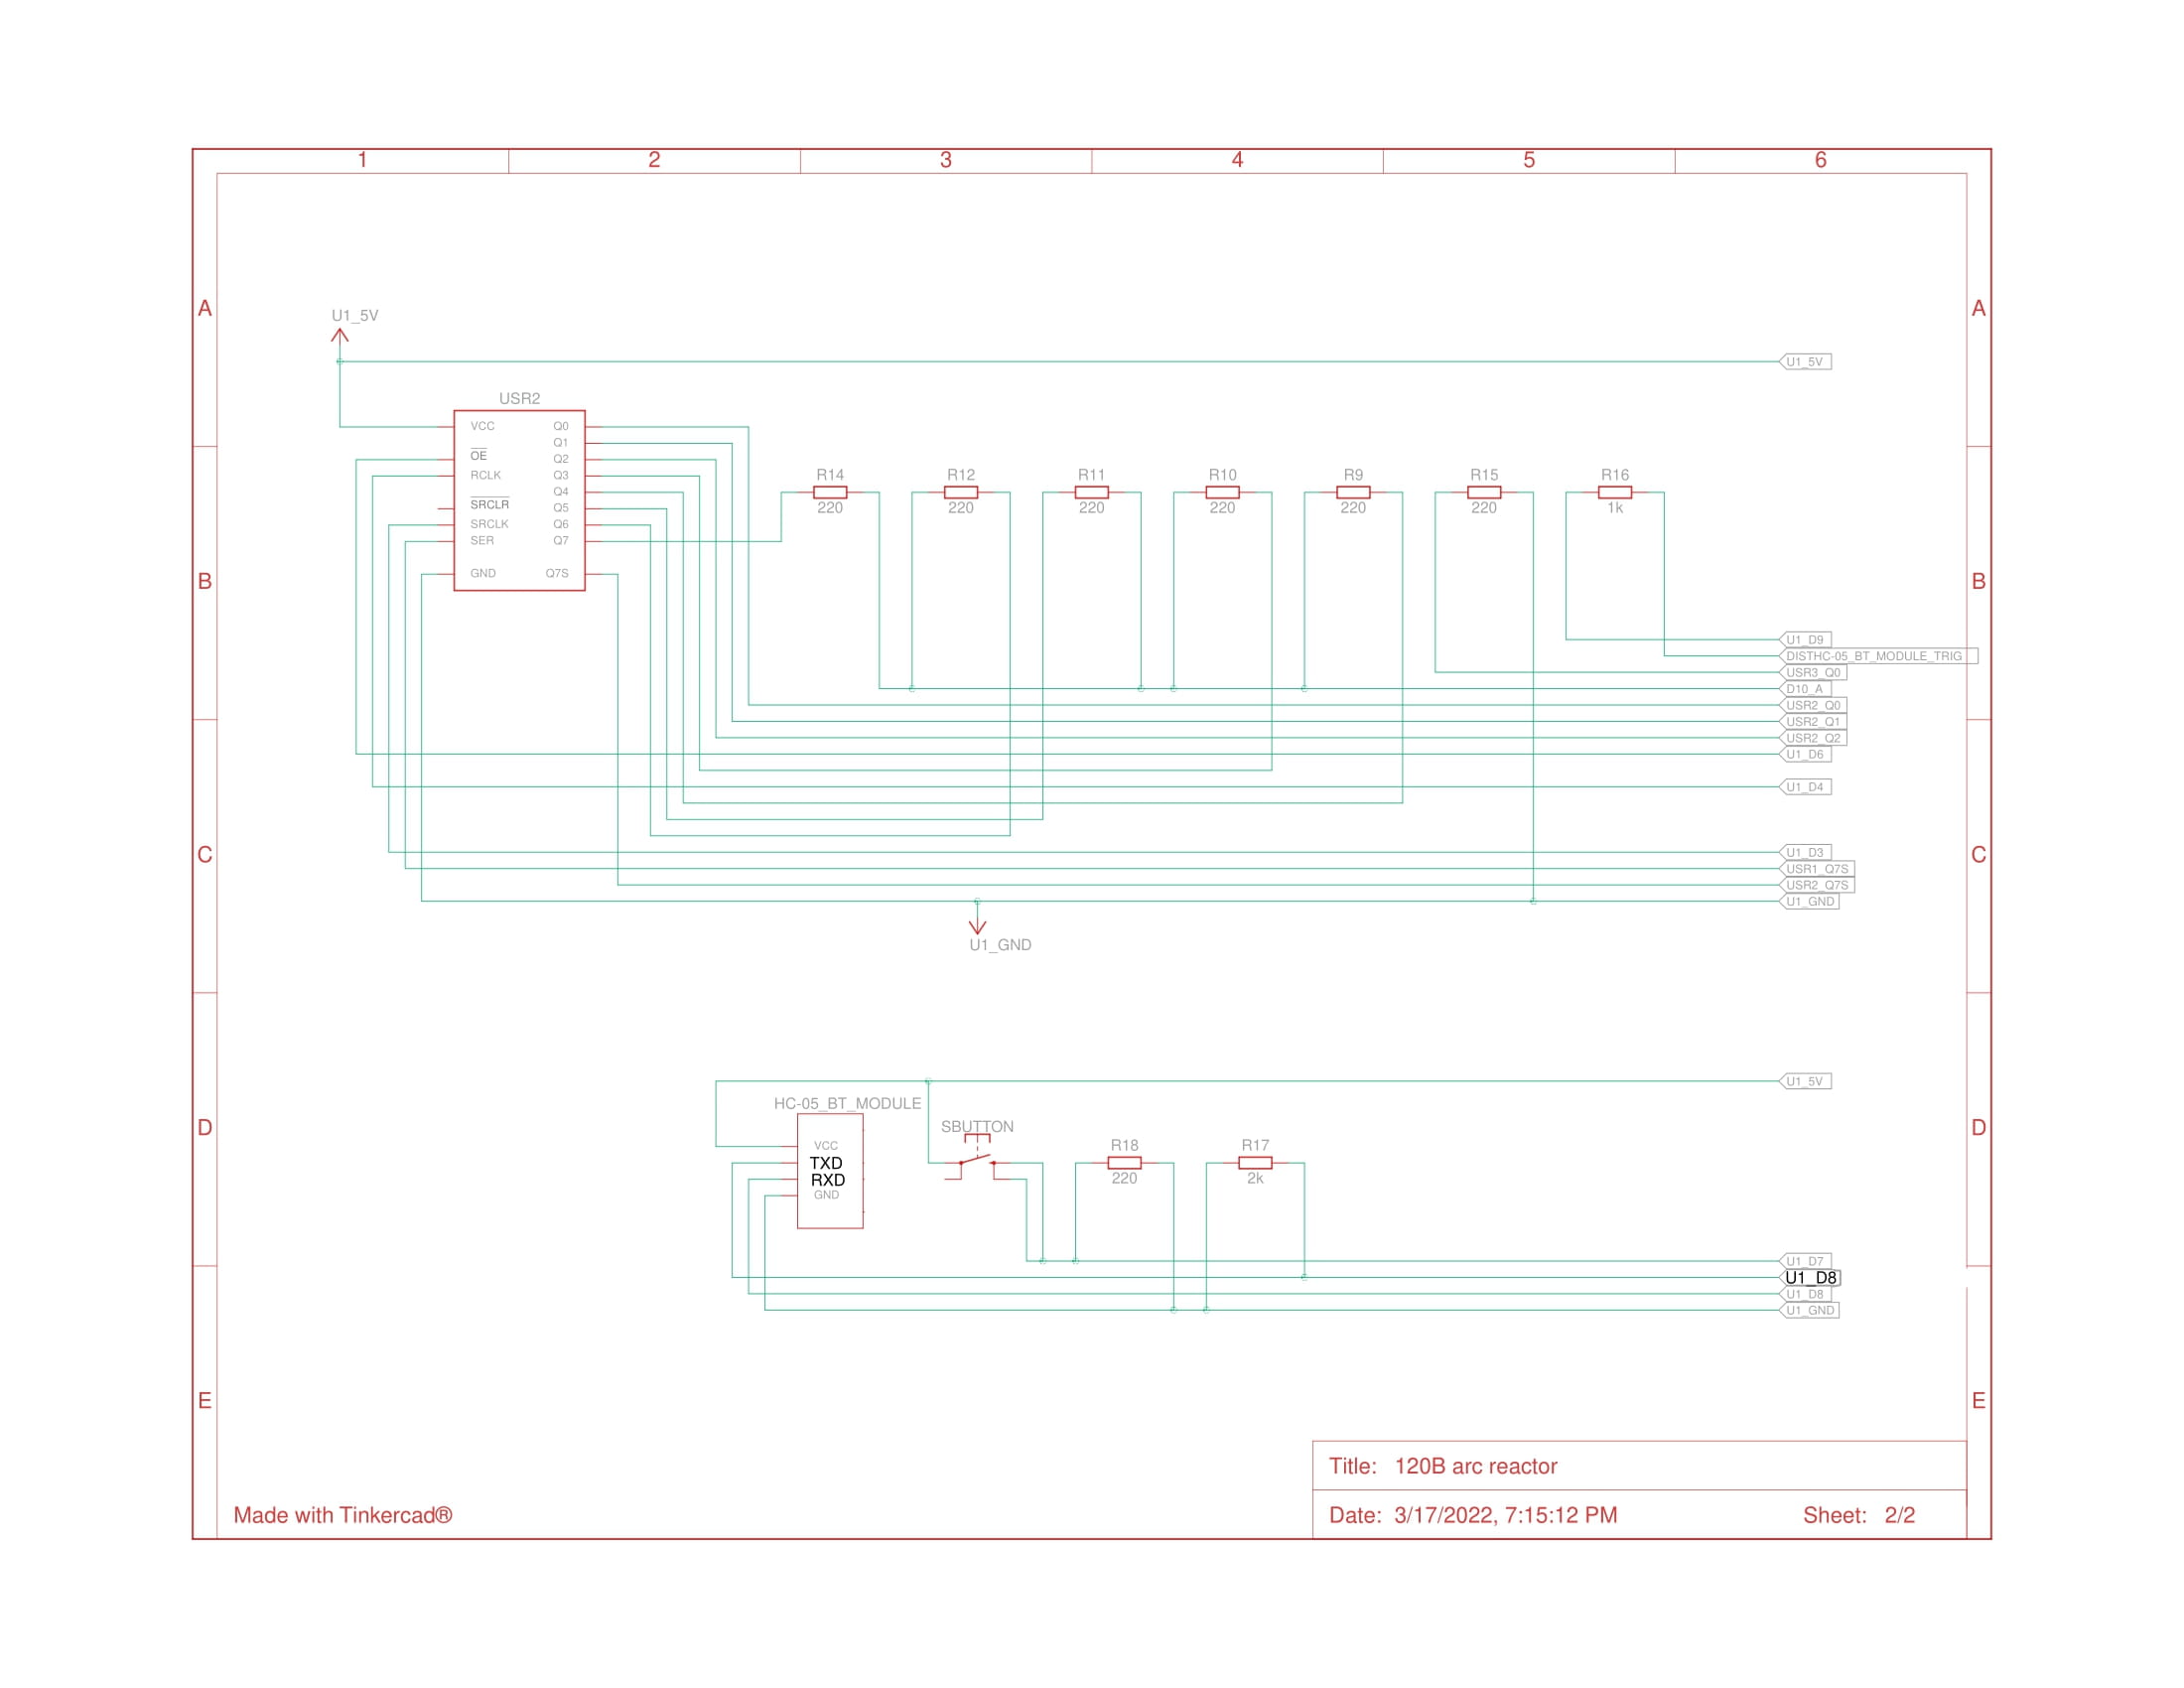 1 2 3 4 5 6
A A
U1_5V
U1_5V
USR2
VCC Q0
Q1
OE Q2
RCLK Q3
Q4
SRCLR Q5
SRCLK Q6
SER Q7
GND Q7S
R14 R12 R11 R10 R9 R15 R16
220 220 220 220 220 220 1k
B B
U1_D9
DISTHC-05_BT_MODULE_TRIG
USR3_Q0
D10_A
USR2_Q0
USR2_Q1
USR2_Q2
U1_D6
U1_D4
C C
U1_D3
USR1_Q7S
USR2_Q7S
U1_GND
U1_GND
U1_5V
HC-05_BT_MODULE
D D
SBUTTON
VCC
TXD
RXD
GND
R18 R17
220 2k
U1_D7
U1_D8
U1_D8
U1_GND
E E
Title: 120B arc reactor
Made with Tinkercad®
Date: 3/17/2022, 7:15:12 PM Sheet: 2/2